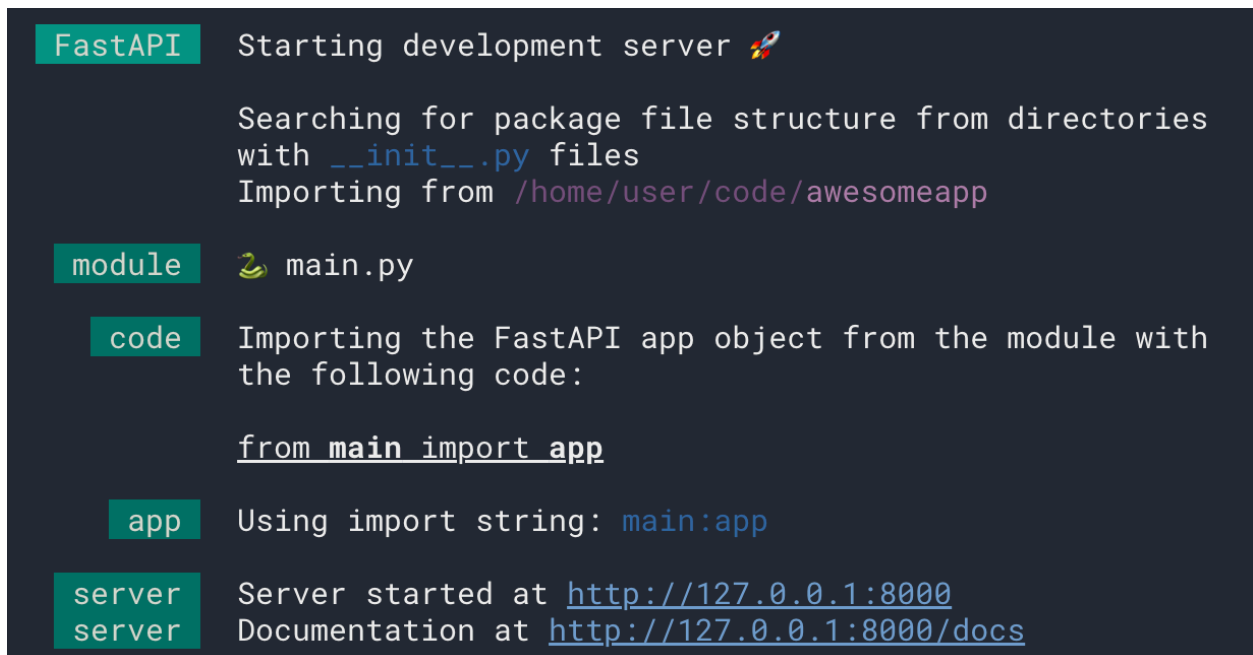 FastAPI Starting development server 🚀
Searching for package file structure from directories
with __init__.py files
Importing from /home/user/code/awesomeapp
module 🐍 main.py
code Importing the FastAPI app object from the module with
the following code:
from main import app
app Using import string: main:app
server Server started at http://127.0.0.1:8000
server Documentation at http://127.0.0.1:8000/docs